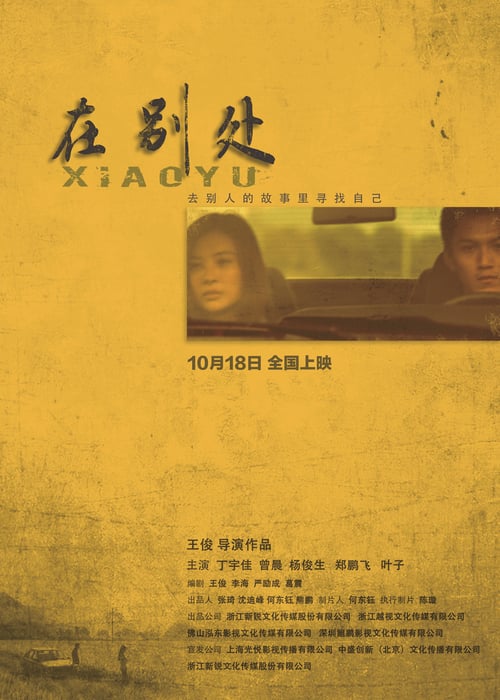 在别处
XIAOYU
去别人的故事里寻找自己
10月18日 全国上映
王俊 导演作品
主演 丁宇佳 曾晨 杨俊生 郑鹏飞 叶子
编剧 王俊 李海 严励成 葛震
出品人 张琦 沈追峰 何东钰 熊鹏 制片人 何东钰 执行制片 陈璇
出品公司 浙江新锐文化传媒股份有限公司 浙江越视文化传媒有限公司
佛山泓东影视文化传媒有限公司 深圳鲲鹏影视文化传媒有限公司
宣发公司 上海光悦影视传播有限公司 中盛创新（北京）文化传播有限公司
浙江新锐文化传媒股份有限公司